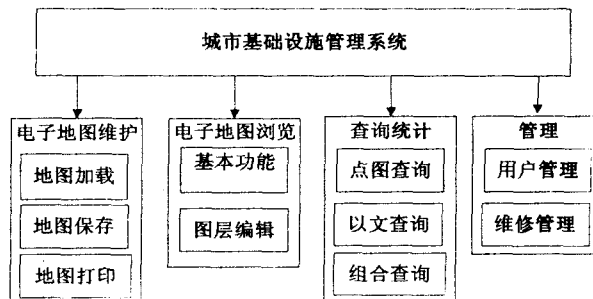 城市基础设施管理系统
电子地图维护
地图加载
地图保存
地图打印
电子地图浏览
基本功能
图层编辑
查询统计
点图查询
以文查询
组合查询
管理
用户管理
维修管理